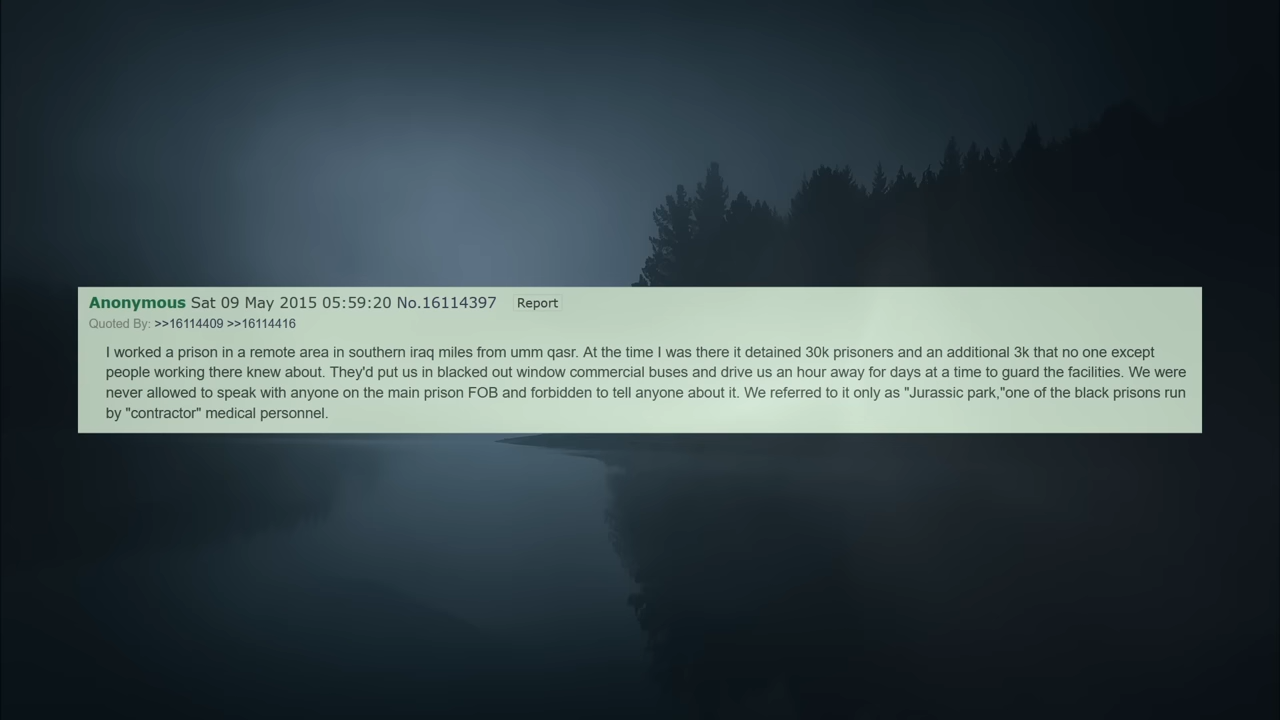 Anonymous Sat 09 May 2015 05:59:20 No.16114397 Report
Quoted By: >>16114409 >>16114416
I worked a prison in a remote area in southern iraq miles from umm qasr. At the time I was there it detained 30k prisoners and an additional 3k that no one except
people working there knew about. They'd put us in blacked out window commercial buses and drive us an hour away for days at a time to guard the facilities. We were
never allowed to speak with anyone on the main prison FOB and forbidden to tell anyone about it. We referred to it only as "Jurassic park,"one of the black prisons run
by "contractor" medical personnel.